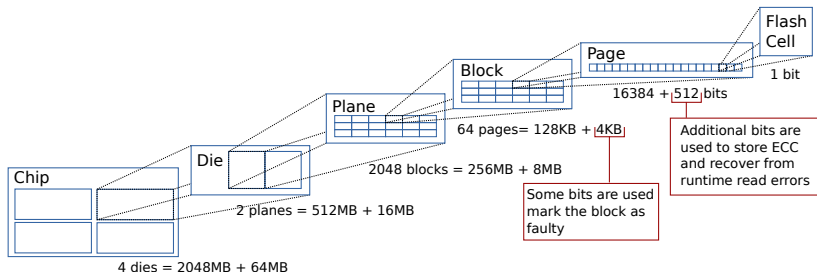 Flash
Cell
1 bit
Page
16384 + 512 bits
Additional bits are
used to store ECC
and recover from
runtime read errors
Block
64 pages= 128KB + 4KB
Some bits are used
mark the block as
faulty
Plane
2048 blocks = 256MB + 8MB
Die
2 planes = 512MB + 16MB
Chip
4 dies = 2048MB + 64MB